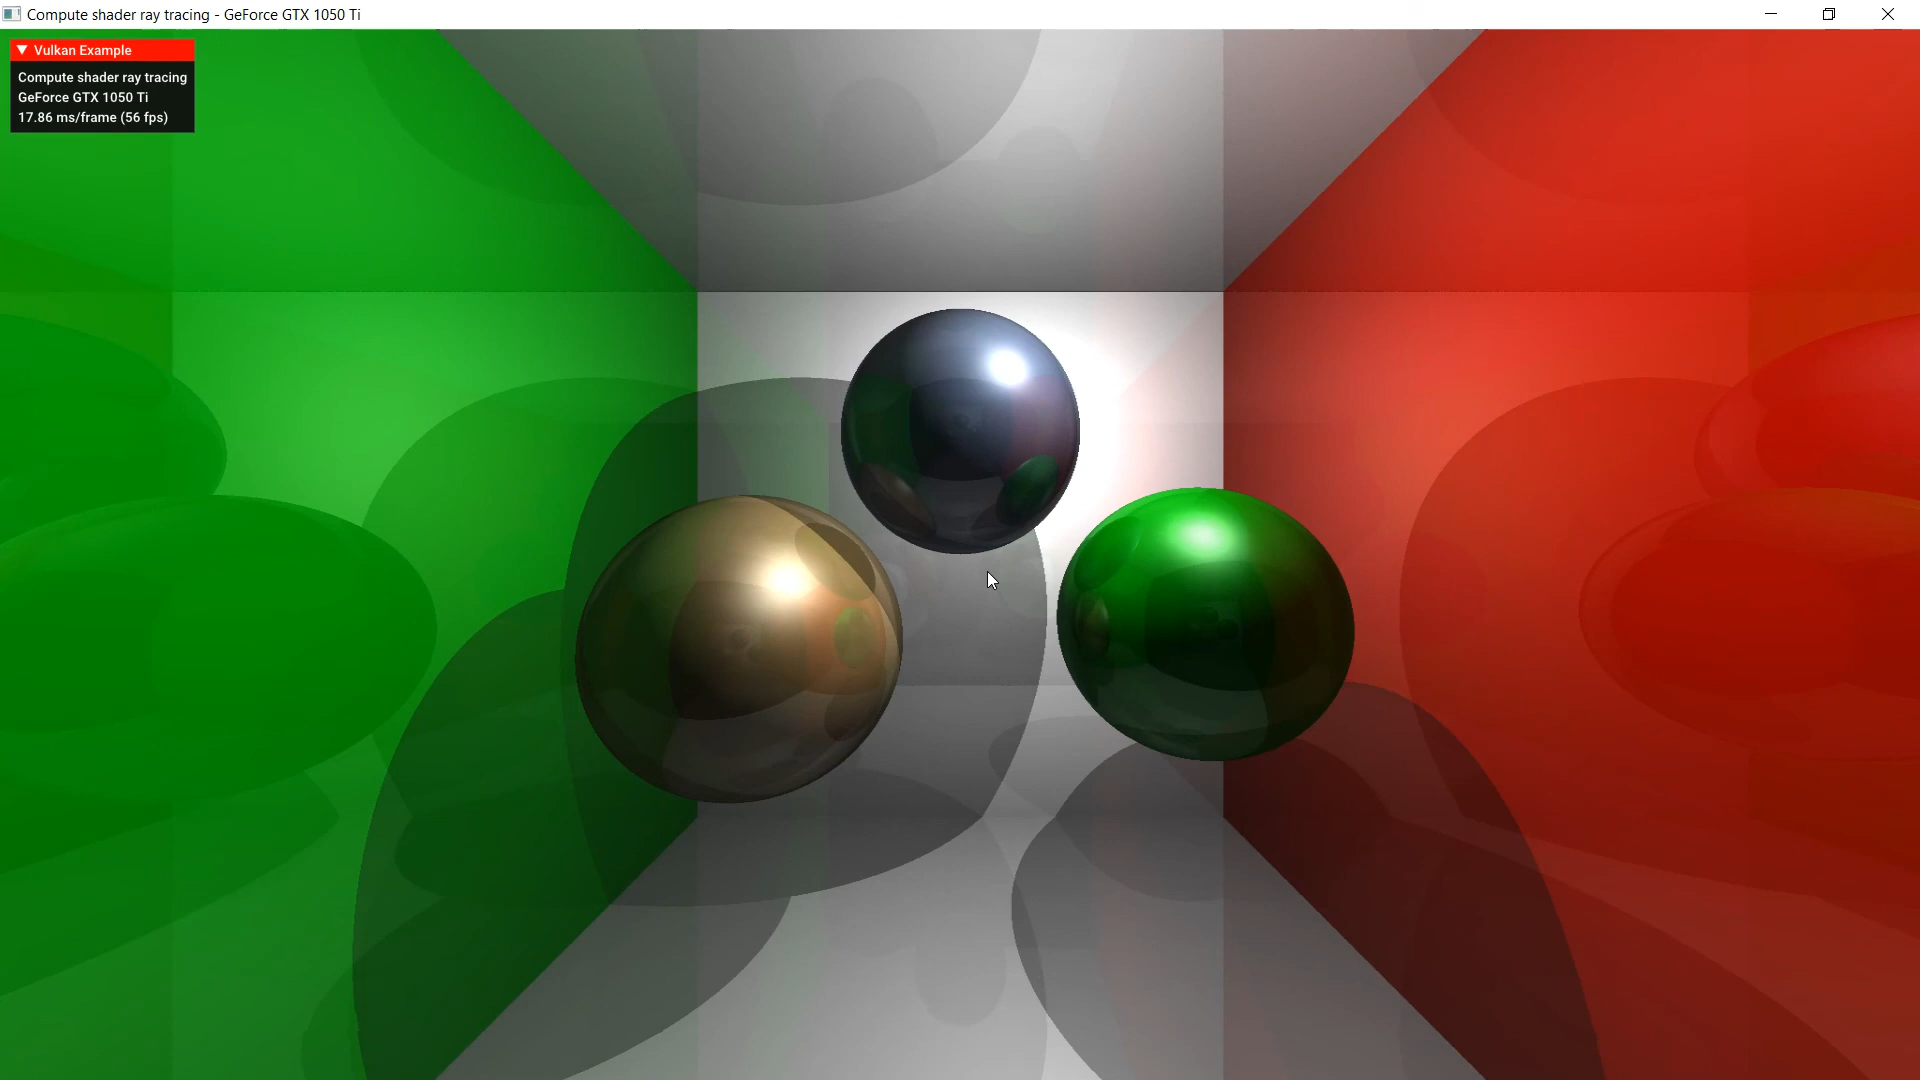 Compute shader ray tracing - GeForce GTX 1050 Ti
Vulkan Example
Compute shader ray tracing
GeForce GTX 1050 Ti
17.86 ms/frame (56 fps)